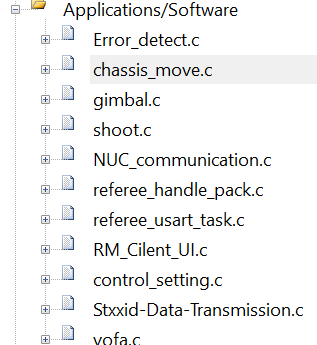 Applications/Software
Error_detect.c
chassis_move.c
gimbal.c
shoot.c
NUC_communication.c
referee_handle_pack.c
referee_usart_task.c
RM_Cilent_UI.c
control_setting.c
Stxxid-Data-Transmission.c
vofa.c